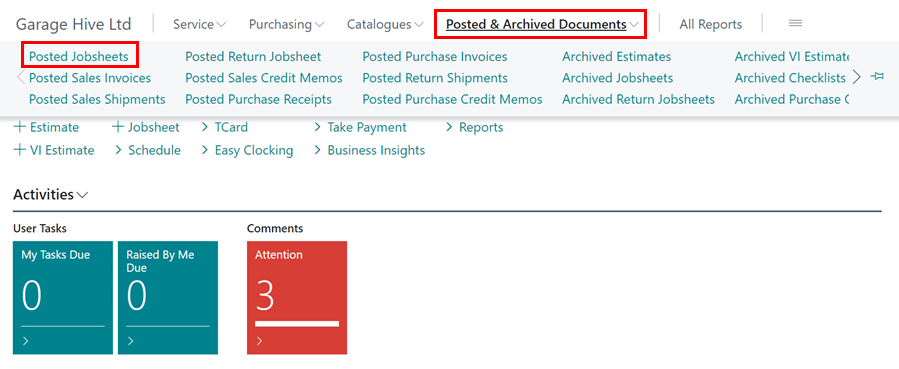 Garage Hive Ltd Service Purchasing Catalogues Posted & Archived Documents All Reports
Posted Jobsheets Posted Return Jobsheet Posted Purchase Invoices Archived Estimates Archived VI Estimate
Posted Sales Invoices Posted Sales Credit Memos Posted Return Shipments Archived Jobsheets Archived Checklists
Posted Sales Shipments Posted Purchase Receipts Posted Purchase Credit Memos Archived Return Jobsheets Archived Purchase C
+ Estimate + Jobsheet > TCard > Take Payment > Reports
+ VI Estimate > Schedule > Easy Clocking > Business Insights
Activities
User Tasks Comments
My Tasks Due Raised By Me Due Attention
0 0 3